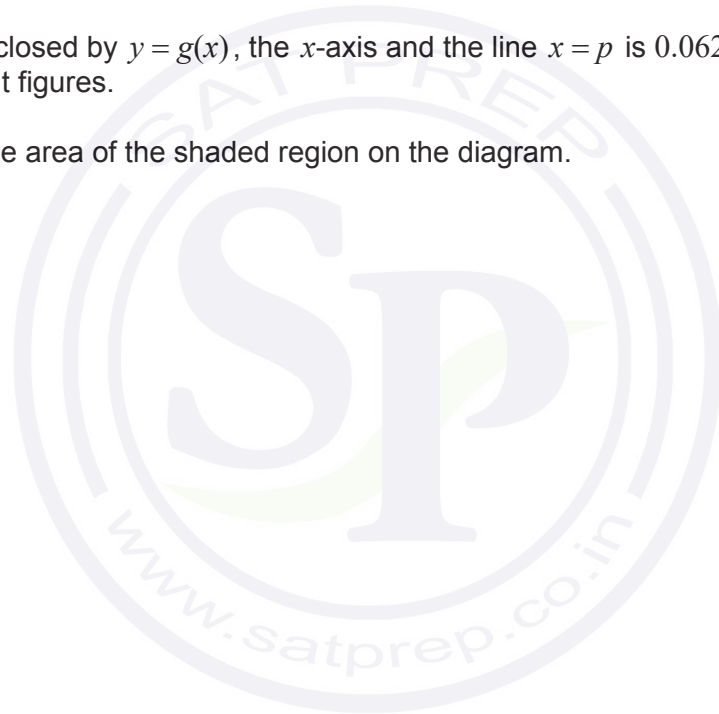 closed by y = g(x), the x-axis and the line x = p is 0.062
t figures.
e area of the shaded region on the diagram.
SAT PREP
SP
www.satprep.co.in